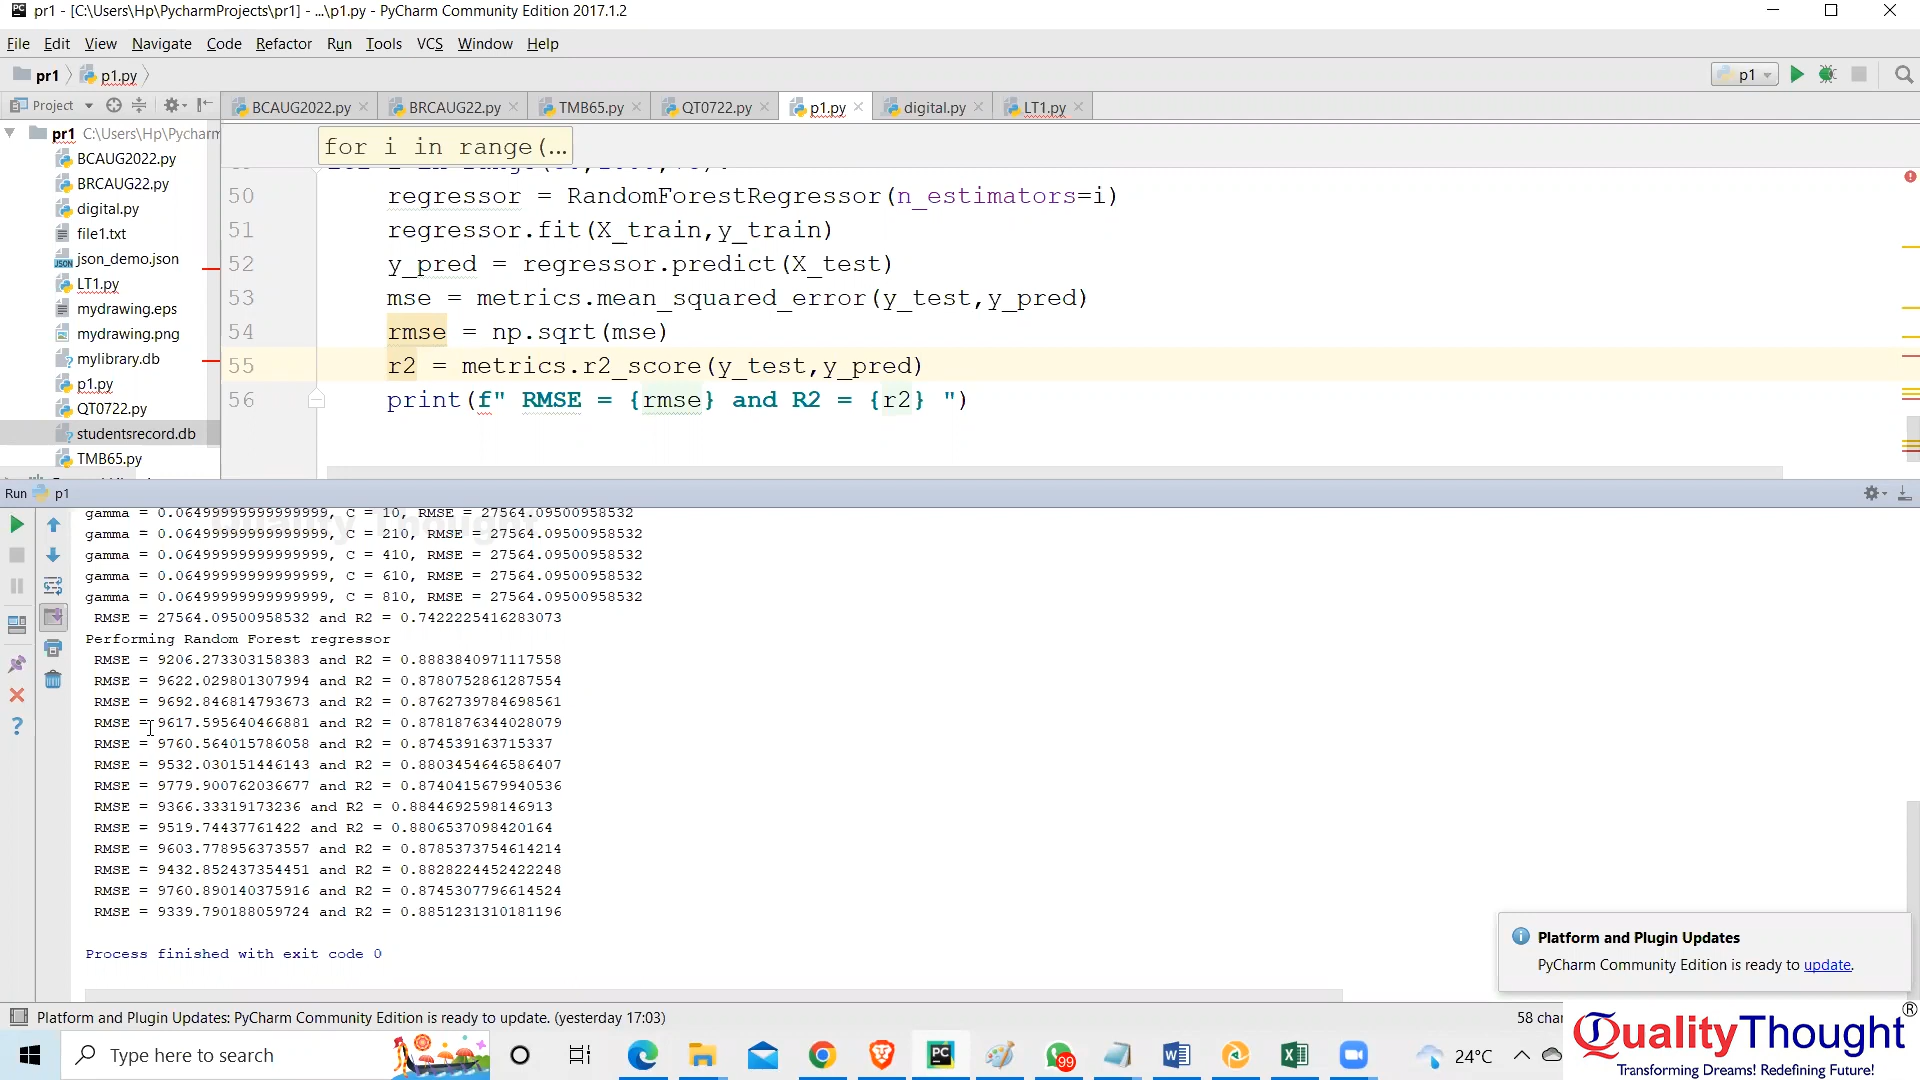 pr1 - [C:\Users\Hp\PycharmProjects\pr1] - ...\p1.py - PyCharm Community Edition 2017.1.2
File Edit View Navigate Code Refactor Run Tools VCS Window Help
pr1 p1.py
p1
Project
BCAUG2022.py BRCAUG22.py TMB65.py QT0722.py p1.py digital.py LT1.py
pr1 C:\Users\Hp\Pycharm
BCAUG2022.py
BRCAUG22.py
digital.py
file1.txt
json_demo.json
LT1.py
mydrawing.eps
mydrawing.png
mylibrary.db
p1.py
QT0722.py
studentsrecord.db
TMB65.py
for i in range(...
50 regressor = RandomForestRegressor(n_estimators=i)
51 regressor.fit(X_train,y_train)
52 y_pred = regressor.predict(X_test)
53 mse = metrics.mean_squared_error(y_test,y_pred)
54 rmse = np.sqrt(mse)
55 r2 = metrics.r2_score(y_test,y_pred)
56 print(f" RMSE = {rmse} and R2 = {r2} ")
Run p1
gamma = 0.06499999999999999, C = 10, RMSE = 27564.09500958532
gamma = 0.06499999999999999, C = 210, RMSE = 27564.09500958532
gamma = 0.06499999999999999, C = 410, RMSE = 27564.09500958532
gamma = 0.06499999999999999, C = 610, RMSE = 27564.09500958532
gamma = 0.06499999999999999, C = 810, RMSE = 27564.09500958532
RMSE = 27564.09500958532 and R2 = 0.7422225416283073
Performing Random Forest regressor
RMSE = 9206.273303158383 and R2 = 0.8883840971117558
RMSE = 9622.029801307994 and R2 = 0.8780752861287554
RMSE = 9692.846814793673 and R2 = 0.8762739784698561
RMSE = 9617.595640466881 and R2 = 0.8781876344028079
RMSE = 9760.564015786058 and R2 = 0.874539163715337
RMSE = 9532.030151446143 and R2 = 0.8803454646586407
RMSE = 9779.900762036677 and R2 = 0.8740415679940536
RMSE = 9366.33319173236 and R2 = 0.8844692598146913
RMSE = 9519.74437761422 and R2 = 0.8806537098420164
RMSE = 9603.778956373557 and R2 = 0.8785373754614214
RMSE = 9432.852437354451 and R2 = 0.8828224452422248
RMSE = 9760.890140375916 and R2 = 0.8745307796614524
RMSE = 9339.790188059724 and R2 = 0.8851231310181196
Process finished with exit code 0
Platform and Plugin Updates
PyCharm Community Edition is ready to update.
Platform and Plugin Updates: PyCharm Community Edition is ready to update. (yesterday 17:03)
58 char
Type here to search
99
24°C
QualityThought®
Transforming Dreams! Redefining Future!